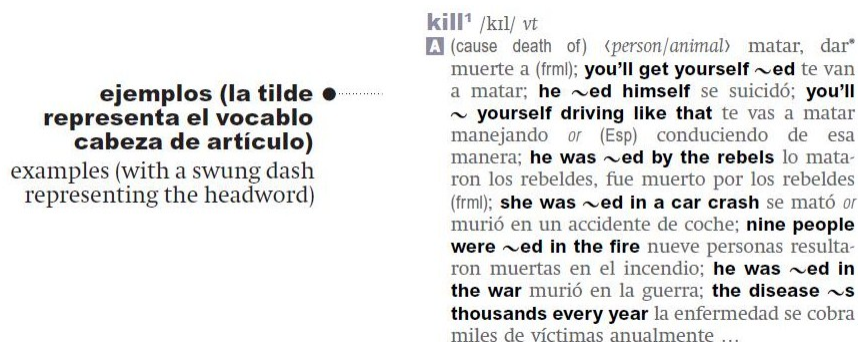 ejemplos (la tilde
representa el vocablo
cabeza de artículo)
examples (with a swung dash
representing the headword)
kill¹ /kɪl/ vt
A (cause death of) ⟨person/animal⟩ matar, dar*
muerte a (frml); you'll get yourself ~ed te van
a matar; he ~ed himself se suicidó; you'll
~ yourself driving like that te vas a matar
manejando or (Esp) conduciendo de esa
manera; he was ~ed by the rebels lo mata-
ron los rebeldes, fue muerto por los rebeldes
(frml); she was ~ed in a car crash se mató or
murió en un accidente de coche; nine people
were ~ed in the fire nueve personas resulta-
ron muertas en el incendio; he was ~ed in
the war murió en la guerra; the disease ~s
thousands every year la enfermedad se cobra
miles de víctimas anualmente …